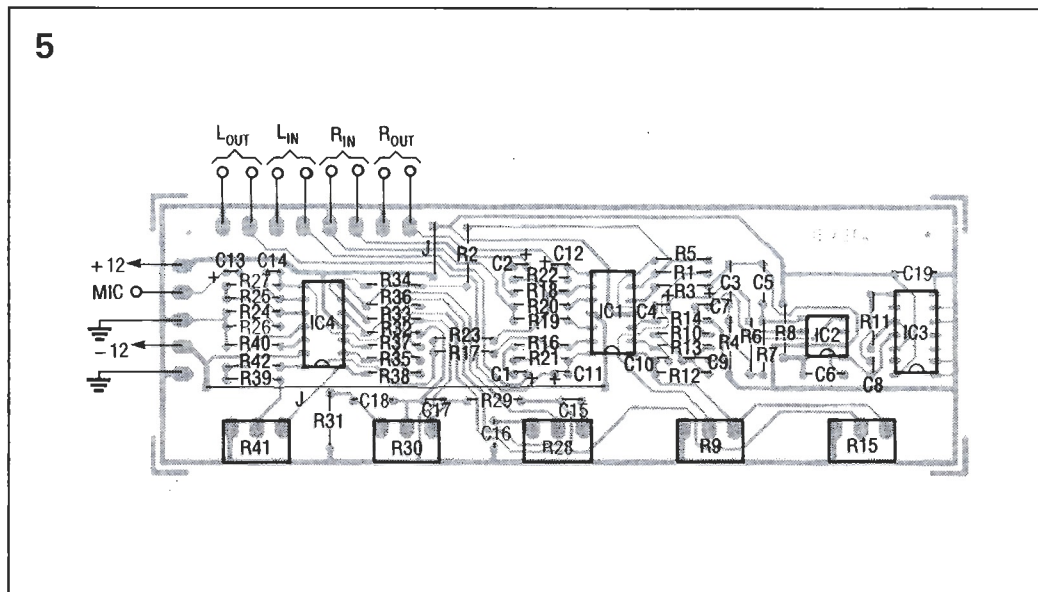 5
LOUT LIN RIN ROUT
+12
MIC
-12
C13 C14
R27
R25
R24
R26
R40
R42
R39
IC4
R34
R36
R33
R32
R37
R35
R38
J
R2
R23
R17
C2 C12
R22
R18
R20
R19
R16
R21
C1 C11
IC1
C4
C10
R5
R1
R3
R14
R10
R13
R12
C3 C5
C7
R4
R6
R7
C9
R8
IC2
C6
R11
C8
C19
IC3
J
R31
C18
C17
R29
C15
C16
R41
R30
R28
R9
R15